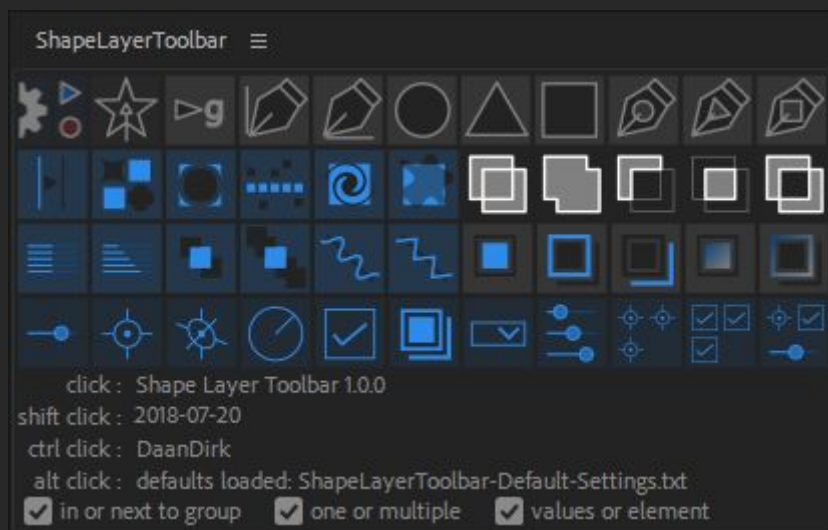 ShapeLayerToolbar
g
click : Shape Layer Toolbar 1.0.0
shift click : 2018-07-20
ctrl click : DaanDirk
alt click : defaults loaded: ShapeLayerToolbar-Default-Settings.txt
in or next to group one or multiple values or element